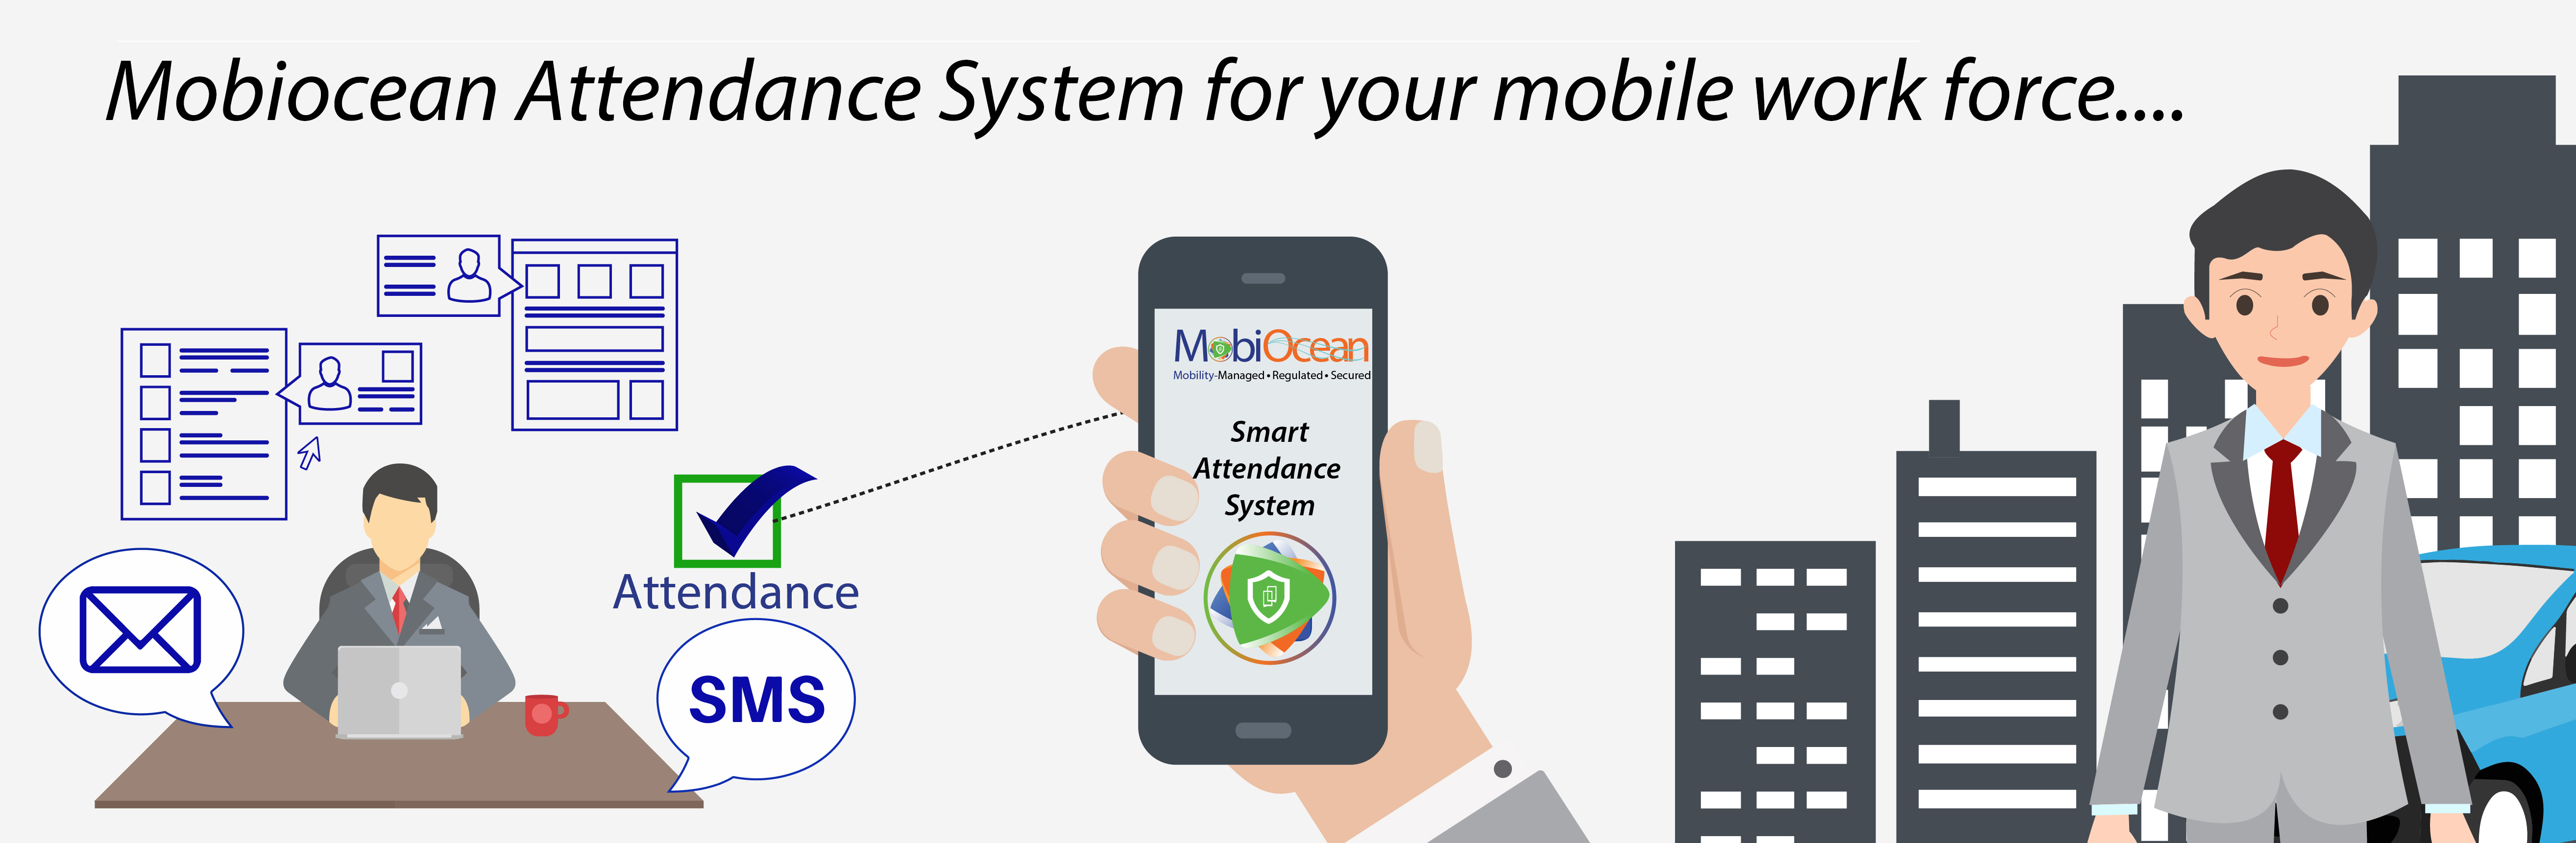 Mobiocean Attendance System for your mobile work force....
MobiOcean
Mobility-Managed • Regulated • Secured
Smart
Attendance
System
Attendance
SMS